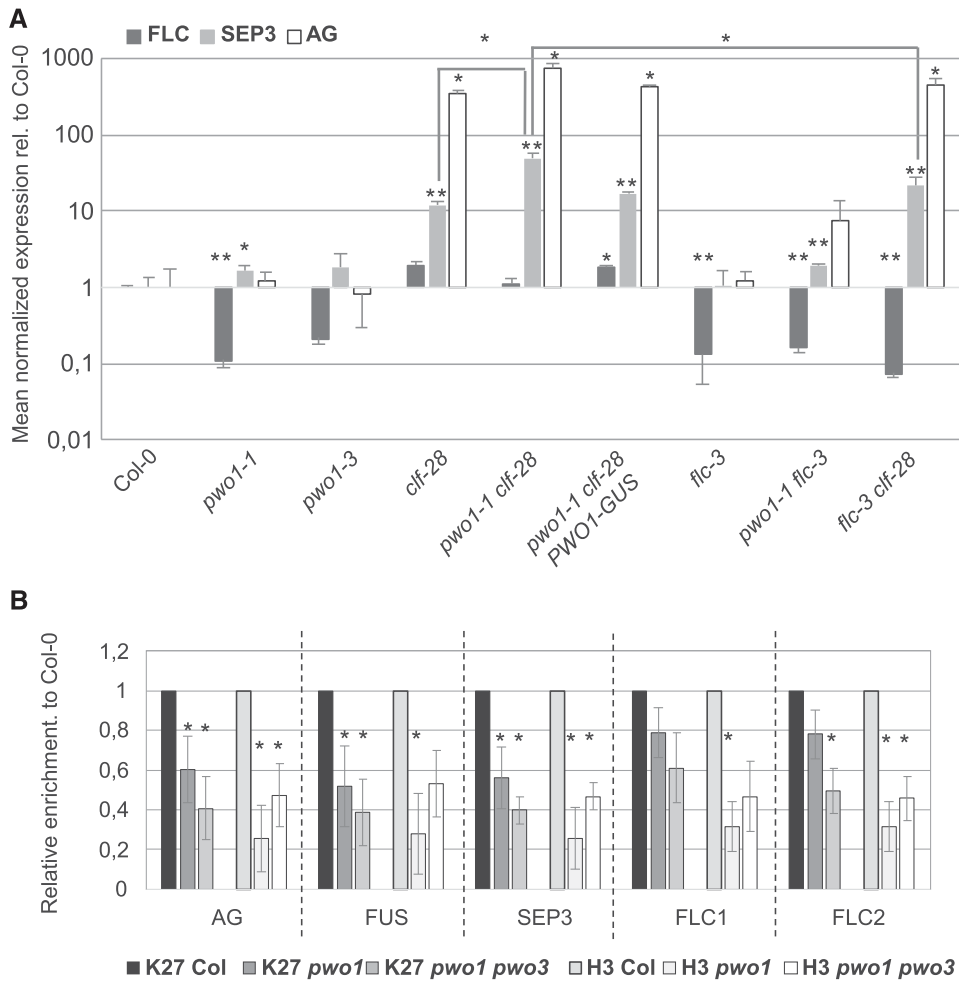 A
FLC SEP3 AG
Mean normalized expression rel. to Col-0
1000
100
10
1
0,1
0,01
* *
* * *
* *
* *
* *
* *
* *
* *
* *
* *
* *
*
*
Col-0
pwo1-1
pwo1-3
clf-28
pwo1-1 clf-28
pwo1-1 clf-28
PWO1-GUS
flc-3
pwo1-1 flc-3
flc-3 clf-28
B
Relative enrichment. to Col-0
1,2
1
0,8
0,6
0,4
0,2
0
* * * * * * * * * * * * * * *
AG FUS SEP3 FLC1 FLC2
K27 Col K27 pwo1 K27 pwo1 pwo3 H3 Col H3 pwo1 H3 pwo1 pwo3